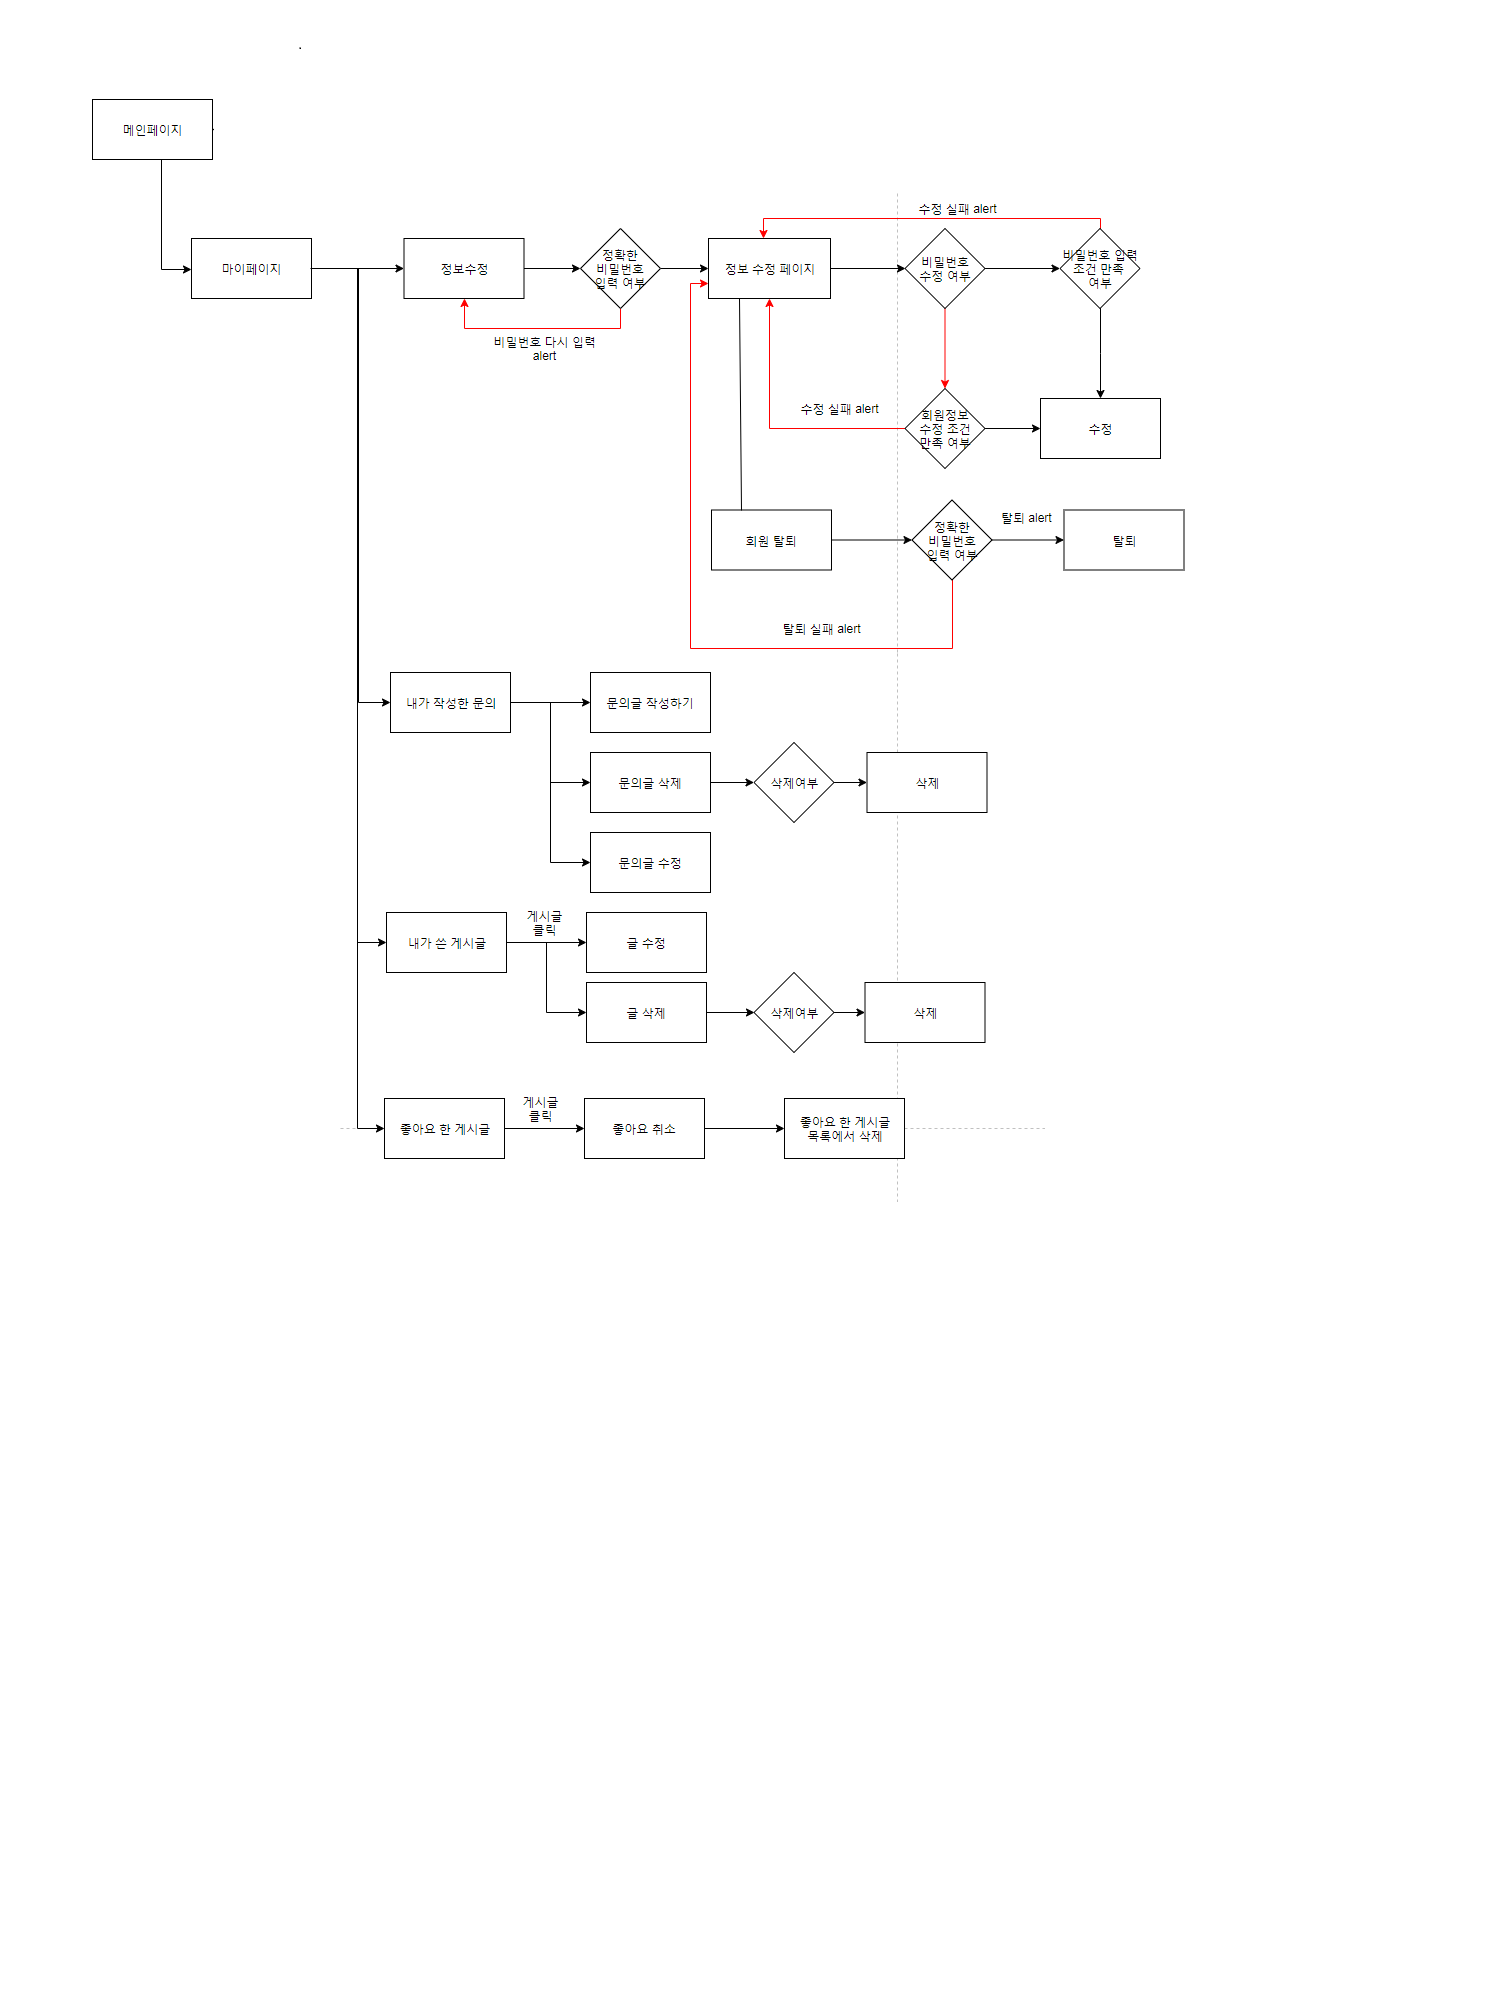 메인페이지
수정 실패 alert
마이페이지
정보수정
정확한
비밀번호
입력 여부
정보 수정 페이지
비밀번호
수정 여부
비밀번호 입력
조건 만족
여부
비밀번호 다시 입력
alert
수정 실패 alert
회원정보
수정 조건
만족 여부
수정
회원 탈퇴
정확한
비밀번호
입력 여부
탈퇴 alert
탈퇴
탈퇴 실패 alert
내가 작성한 문의
문의글 작성하기
문의글 삭제
삭제여부
삭제
문의글 수정
내가 쓴 게시글
게시글
클릭
글 수정
글 삭제
삭제여부
삭제
좋아요 한 게시글
게시글
클릭
좋아요 취소
좋아요 한 게시글
목록에서 삭제